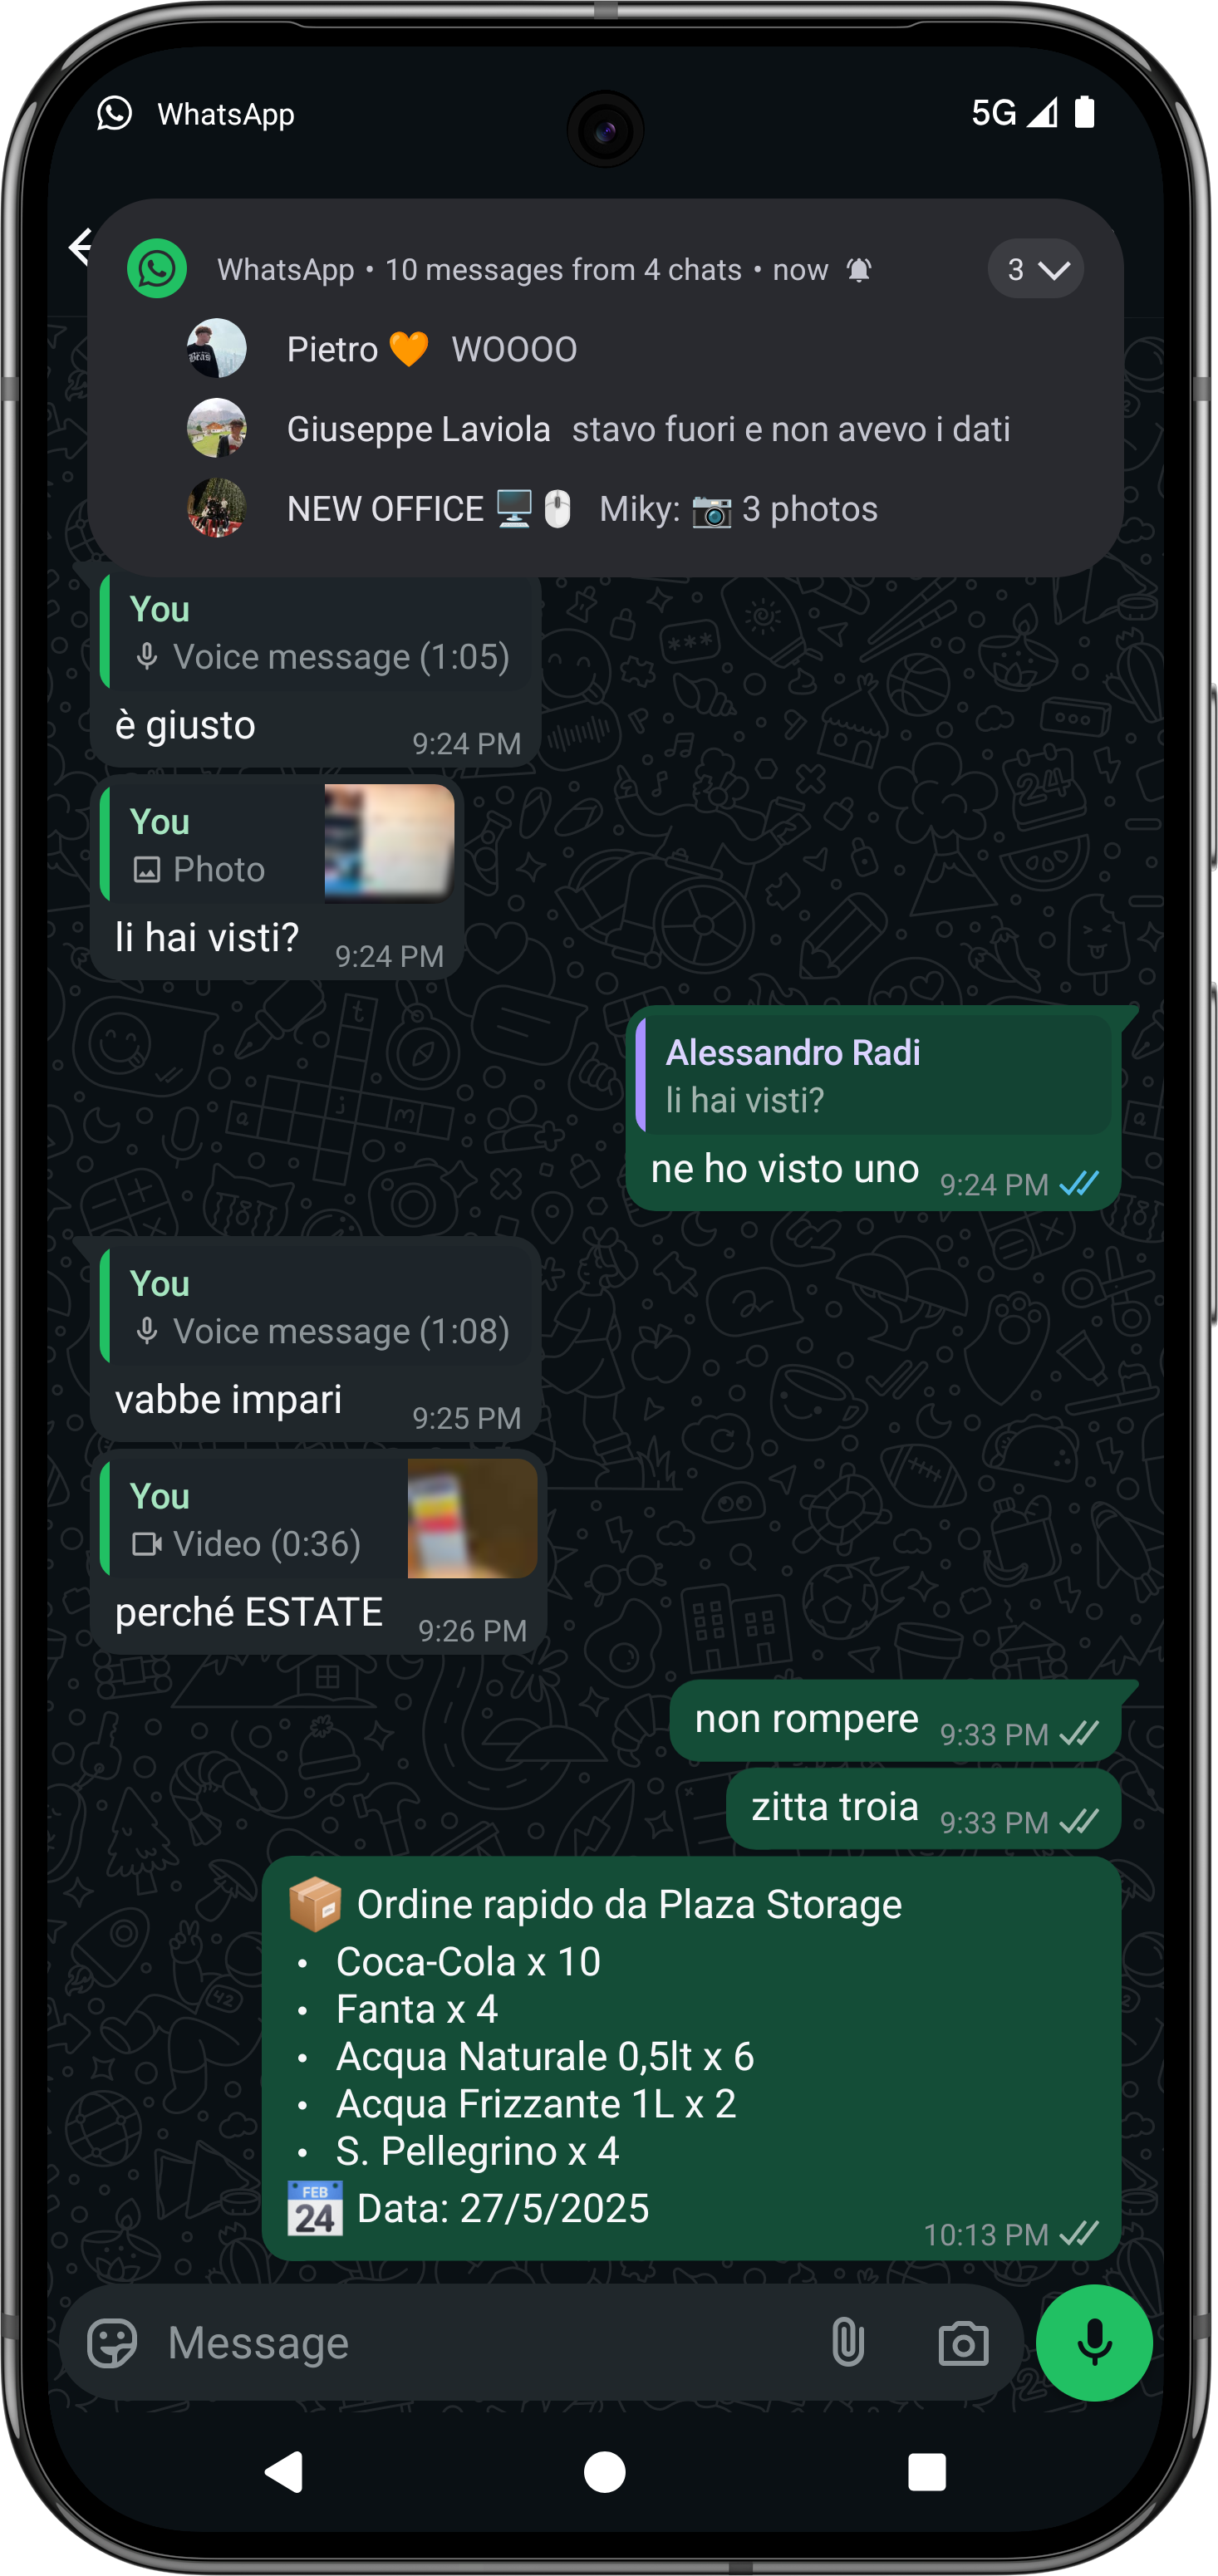 WhatsApp
5G
WhatsApp • 10 messages from 4 chats • now
3
Pietro 🧡 WOOOO
Giuseppe Laviola stavo fuori e non avevo i dati
NEW OFFICE 🖥️🖱️ Miky: 📷 3 photos
You
Voice message (1:05)
è giusto
9:24 PM
You
Photo
li hai visti?
9:24 PM
Alessandro Radi
li hai visti?
ne ho visto uno
9:24 PM
You
Voice message (1:08)
vabbe impari
9:25 PM
You
Video (0:36)
perché ESTATE
9:26 PM
non rompere
9:33 PM
zitta troia
9:33 PM
📦 Ordine rapido da Plaza Storage
• Coca-Cola x 10
• Fanta x 4
• Acqua Naturale 0,5lt x 6
• Acqua Frizzante 1L x 2
• S. Pellegrino x 4
📅 Data: 27/5/2025
10:13 PM
Message